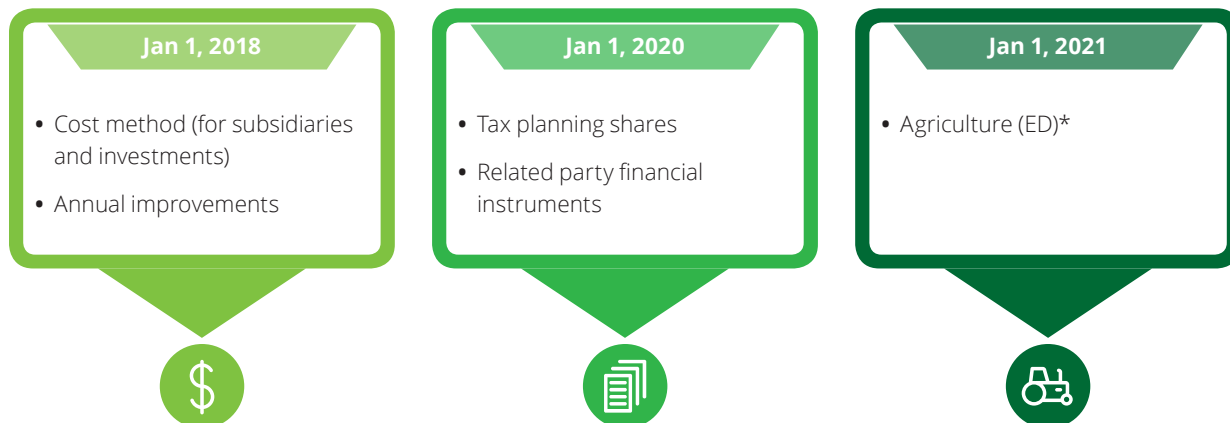 Jan 1, 2018
• Cost method (for subsidiaries
and investments)
• Annual improvements
Jan 1, 2020
• Tax planning shares
• Related party financial
instruments
Jan 1, 2021
• Agriculture (ED)*
$